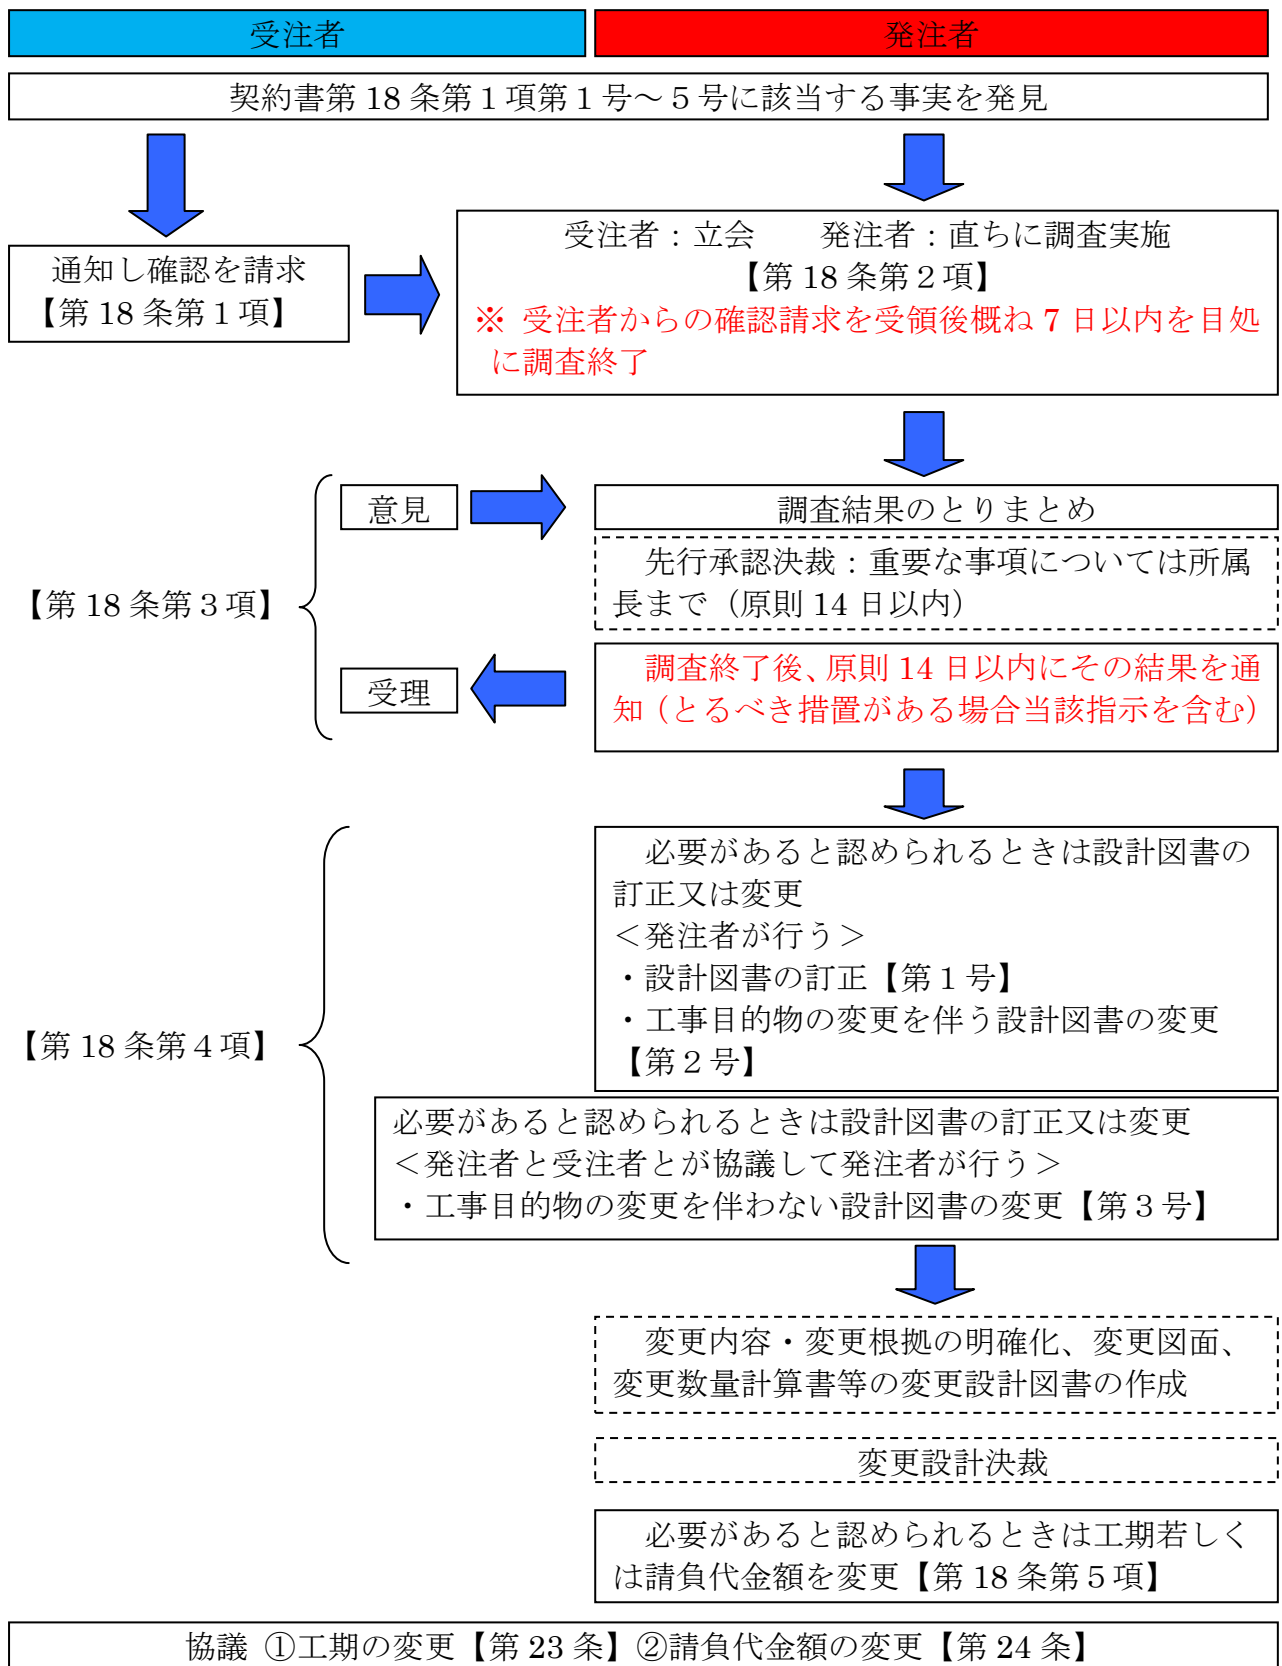 受注者
発注者
契約書第18条第1項第1号～5号に該当する事実を発見
通知し確認を請求
【第18条第1項】
受注者：立会　　発注者：直ちに調査実施
【第18条第2項】
※ 受注者からの確認請求を受領後概ね7日以内を目処
に調査終了
【第18条第3項】
意見
調査結果のとりまとめ
先行承認決裁：重要な事項については所属
長まで（原則14日以内）
受理
調査終了後、原則14日以内にその結果を通
知（とるべき措置がある場合当該指示を含む）
【第18条第4項】
必要があると認められるときは設計図書の
訂正又は変更
＜発注者が行う＞
・設計図書の訂正【第1号】
・工事目的物の変更を伴う設計図書の変更
【第2号】
必要があると認められるときは設計図書の訂正又は変更
＜発注者と受注者とが協議して発注者が行う＞
・工事目的物の変更を伴わない設計図書の変更【第3号】
変更内容・変更根拠の明確化、変更図面、
変更数量計算書等の変更設計図書の作成
変更設計決裁
必要があると認められるときは工期若しく
は請負代金額を変更【第18条第5項】
協議 ①工期の変更【第23条】②請負代金額の変更【第24条】